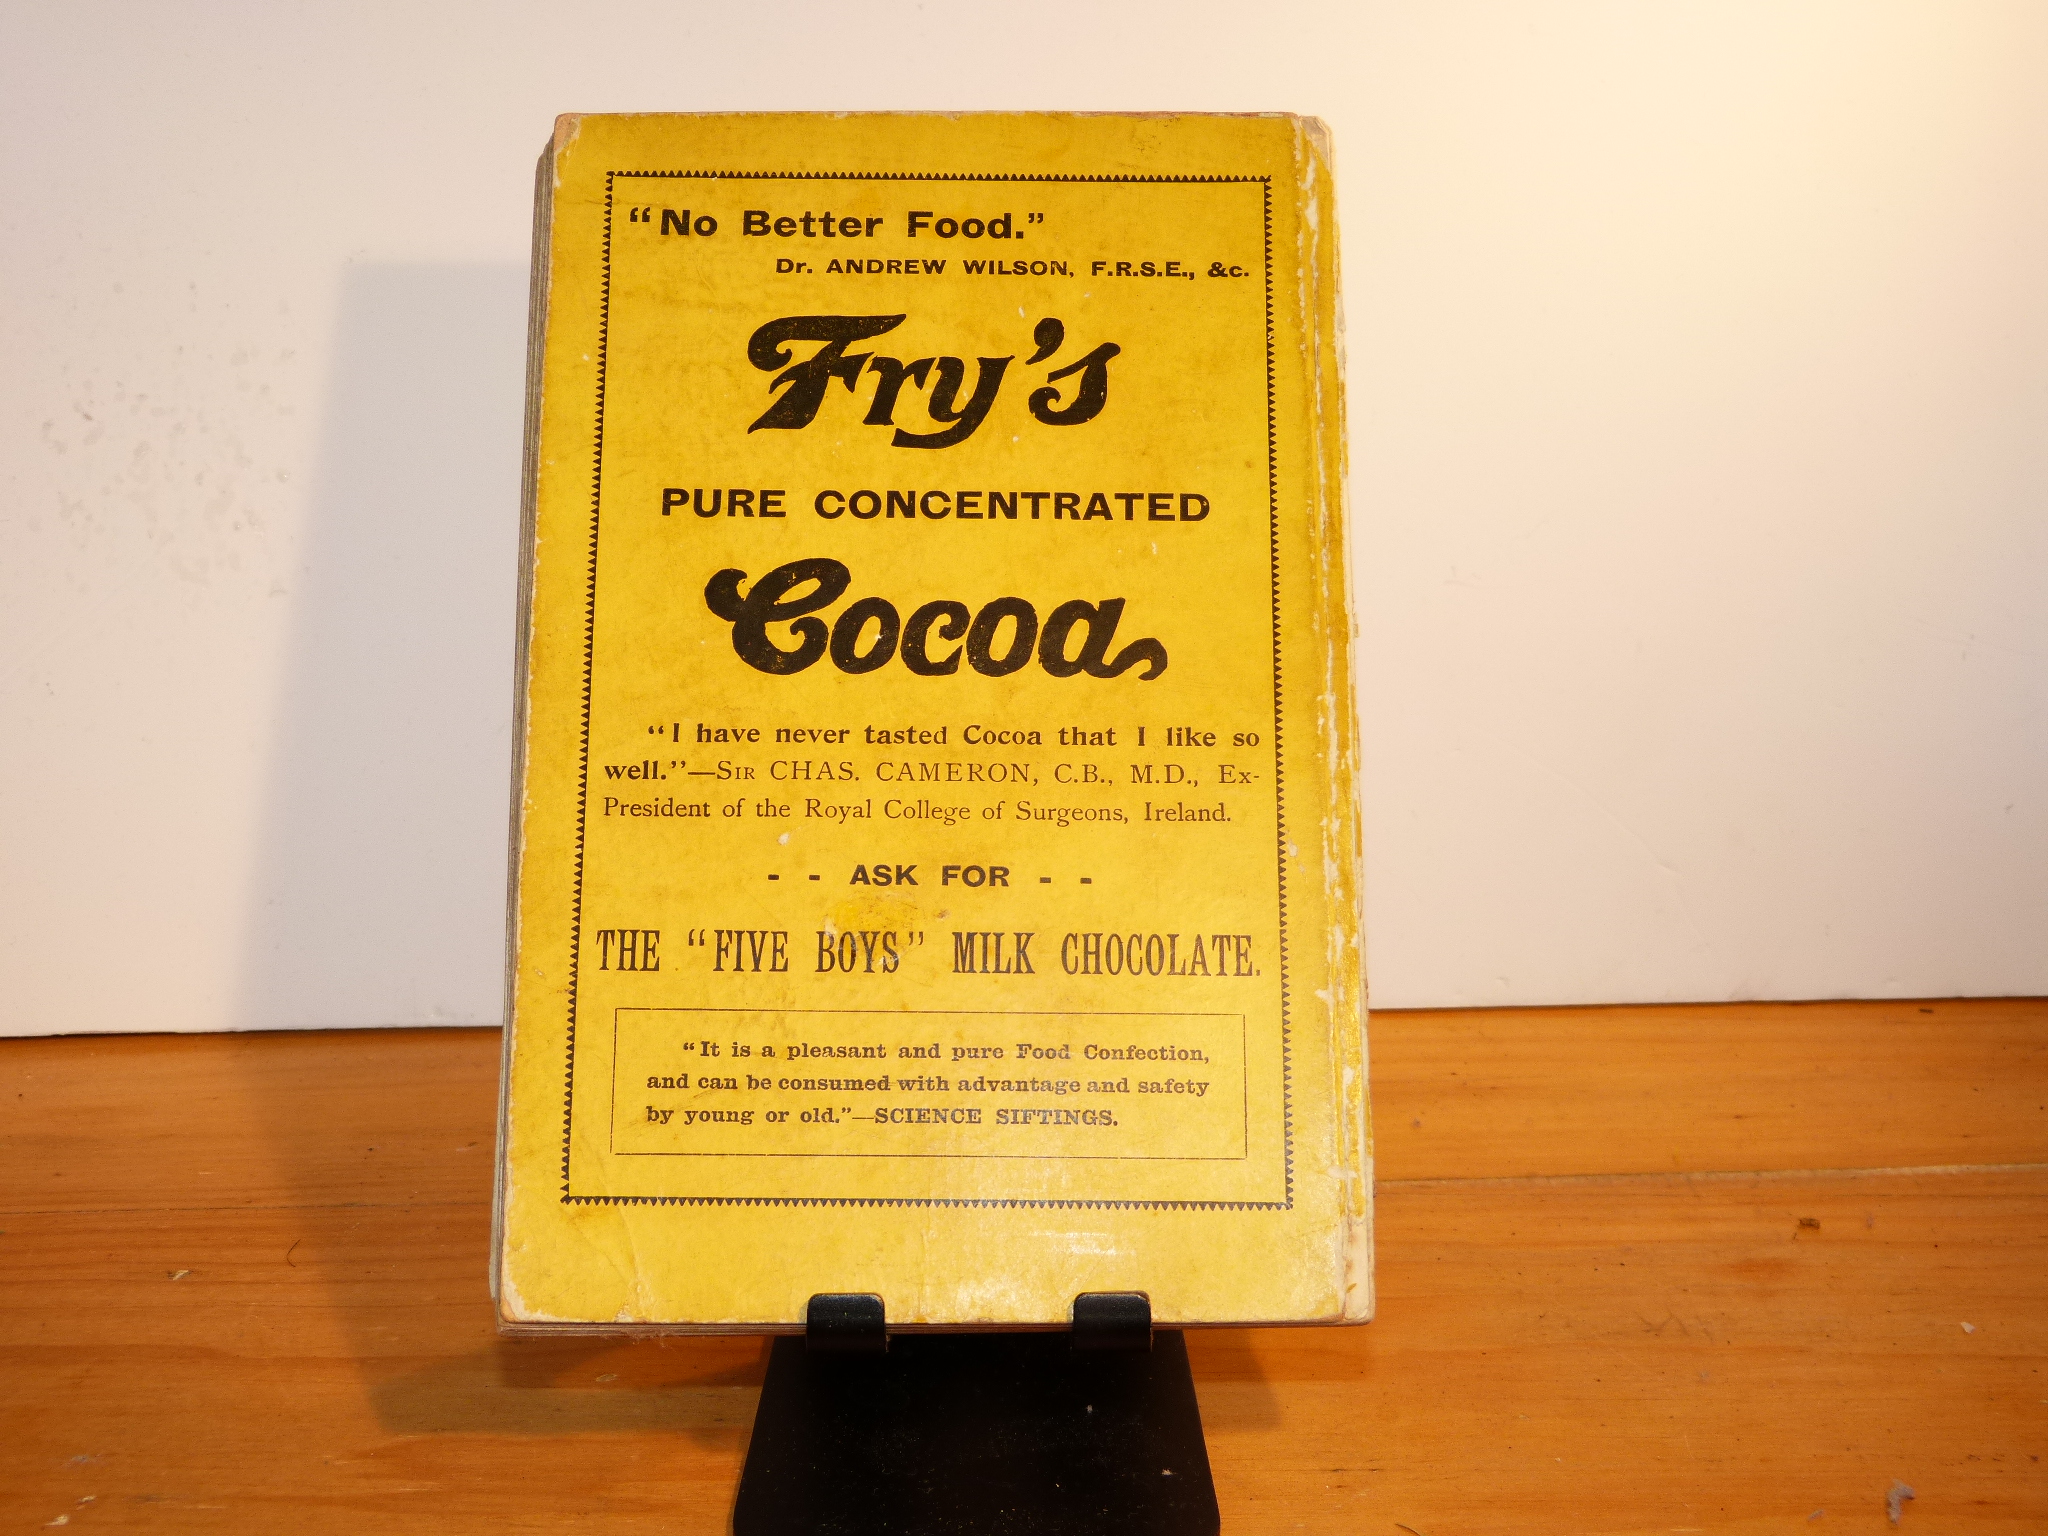 “No Better Food.”
Dr. ANDREW WILSON, F.R.S.E., &c.
Fry’s
PURE CONCENTRATED
Cocoa
“I have never tasted Cocoa that I like so
well.”—SIR CHAS. CAMERON, C.B., M.D., Ex-
President of the Royal College of Surgeons, Ireland.
- - ASK FOR - -
THE “FIVE BOYS” MILK CHOCOLATE.
“It is a pleasant and pure Food Confection,
and can be consumed with advantage and safety
by young or old.”—SCIENCE SIFTINGS.